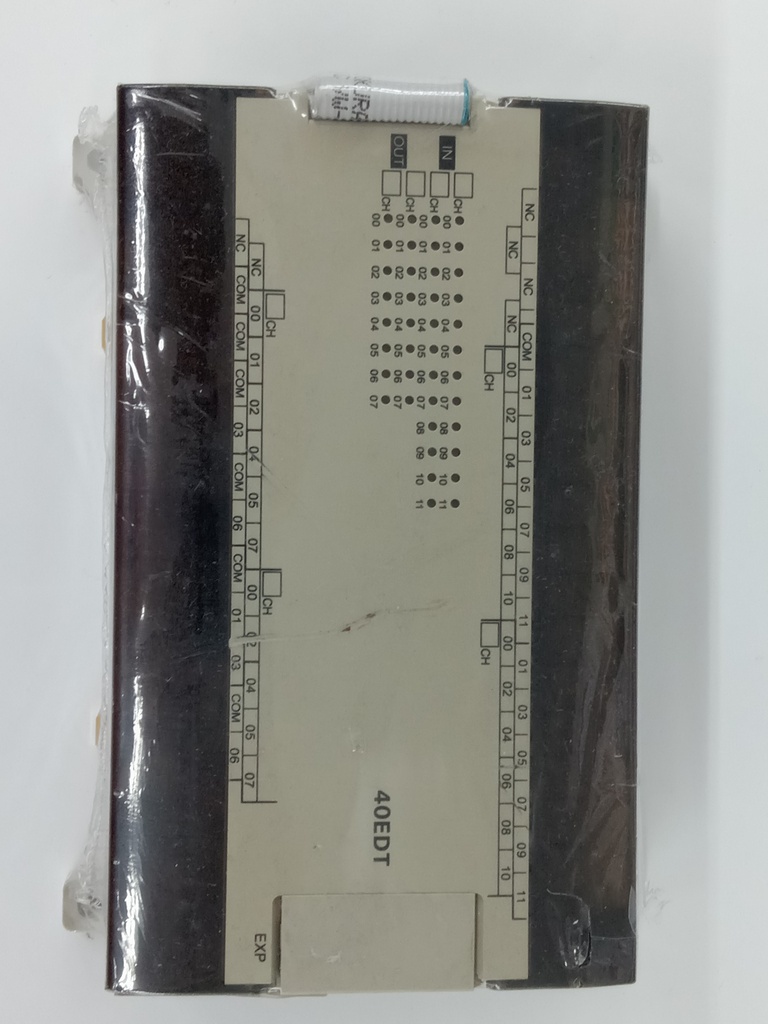 NC NC COM 01 03 05 07 09 11 01 03 05 07 09 11
NC NC 00 02 04 06 08 10 00 02 04 06 08 10
CH CH
IN
CH 00 01 02 03 04 05 06 07 08 09 10 11
CH 00 01 02 03 04 05 06 07 08 09 10 11
OUT
CH 00 01 02 03 04 05 06 07
CH 00 01 02 03 04 05 06 07
40EDT
CH CH
NC 00 01 02 04 05 07 00 02 04 05 07
NC COM COM COM 03 COM 06 COM 01 03 COM 06
EXP